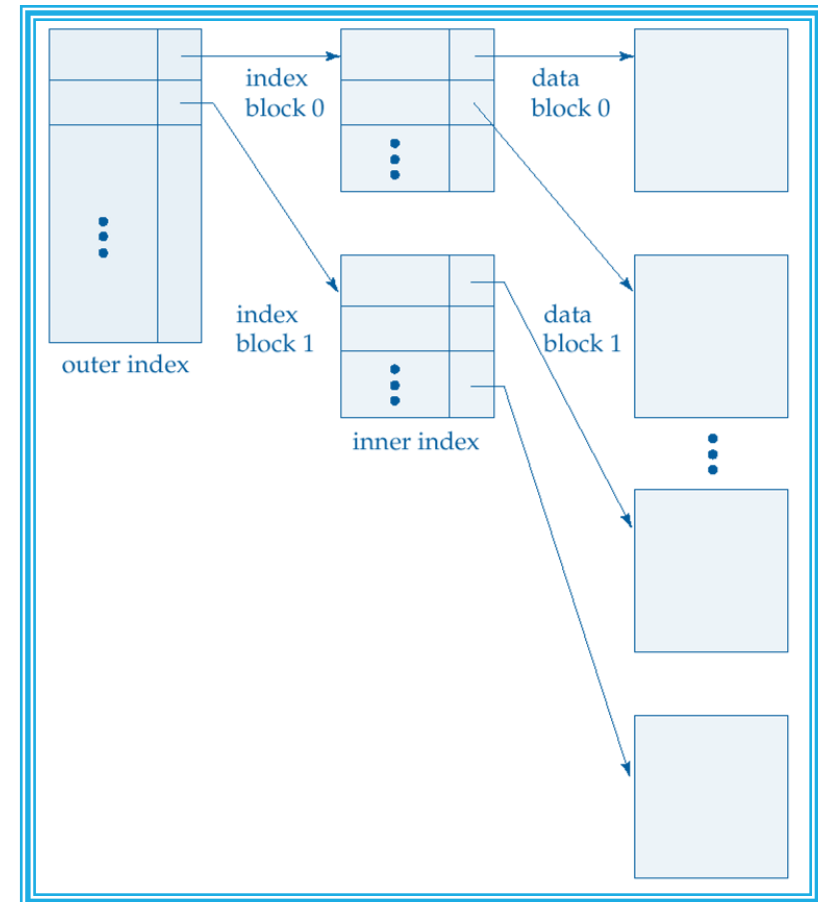 index
block 0
data
block 0
index
block 1
data
block 1
outer index
inner index